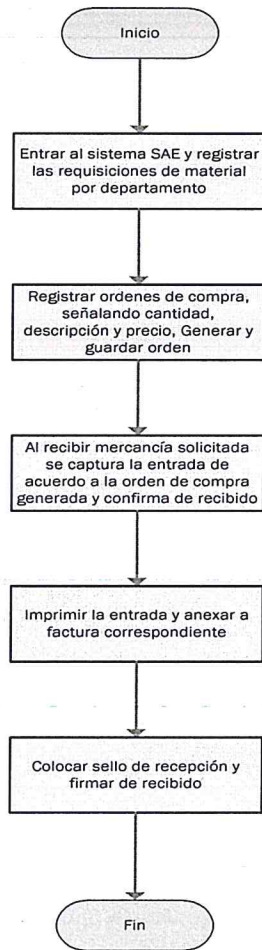 Inicio
Entrar al sistema SAE y registrar
las requisiciones de material
por departamento
Registrar ordenes de compra,
señalando cantidad,
descripción y precio, Generar y
guardar orden
Al recibir mercancía solicitada
se captura la entrada de
acuerdo a la orden de compra
generada y confirma de recibido
Imprimir la entrada y anexar a
factura correspondiente
Colocar sello de recepción y
firmar de recibido
Fin